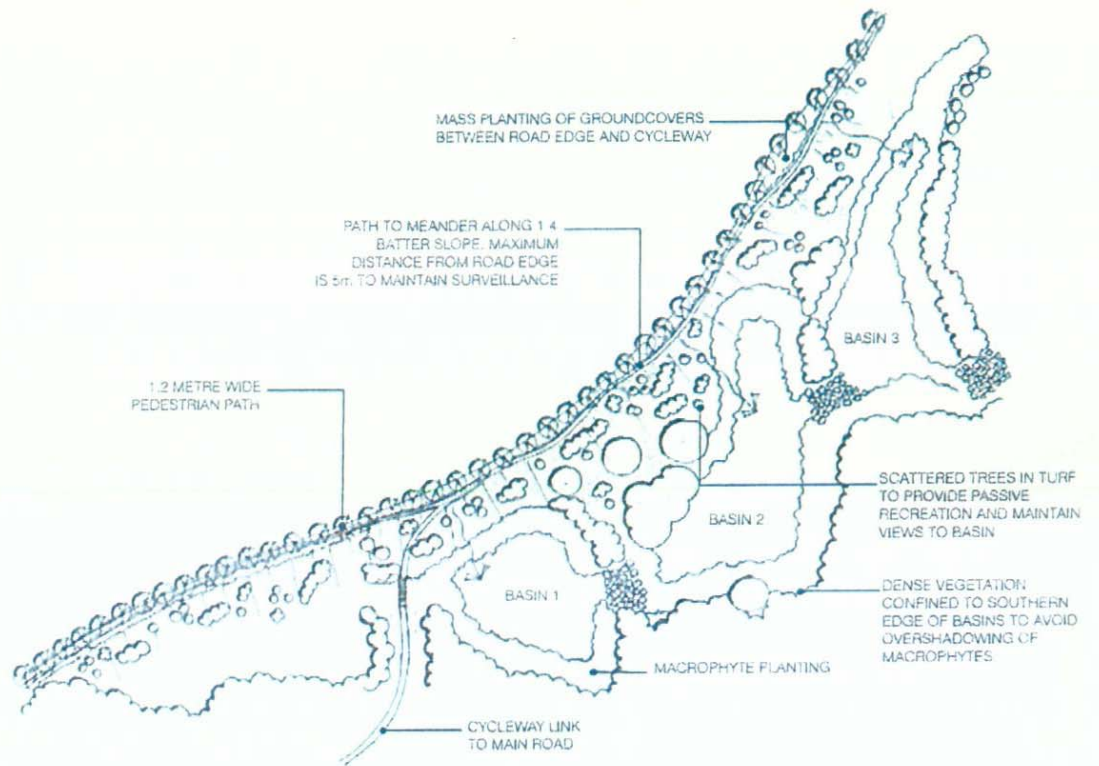 MASS PLANTING OF GROUNDCOVERS
BETWEEN ROAD EDGE AND CYCLEWAY
PATH TO MEANDER ALONG 1:4
BATTER SLOPE. MAXIMUM
DISTANCE FROM ROAD EDGE
IS 5m. TO MAINTAIN SURVEILLANCE
BASIN 3
1.2 METRE WIDE
PEDESTRIAN PATH
SCATTERED TREES IN TURF
TO PROVIDE PASSIVE
RECREATION AND MAINTAIN
VIEWS TO BASIN
BASIN 2
BASIN 1
DENSE VEGETATION
CONFINED TO SOUTHERN
EDGE OF BASINS TO AVOID
OVERSHADOWING OF
MACROPHYTES
MACROPHYTE PLANTING
CYCLEWAY LINK
TO MAIN ROAD